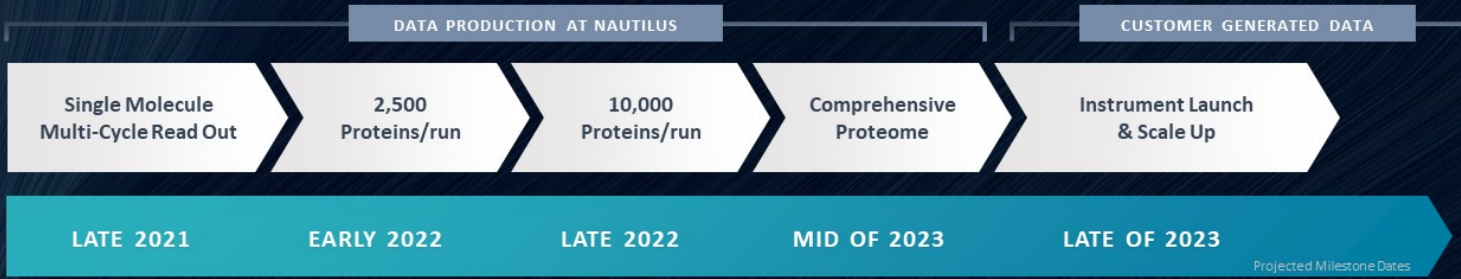 DATA PRODUCTION AT NAUTILUS
CUSTOMER GENERATED DATA
Single Molecule
Multi-Cycle Read Out
2,500
Proteins/run
10,000
Proteins/run
Comprehensive
Proteome
Instrument Launch
& Scale Up
LATE 2021
EARLY 2022
LATE 2022
MID OF 2023
LATE OF 2023
Projected Milestone Dates